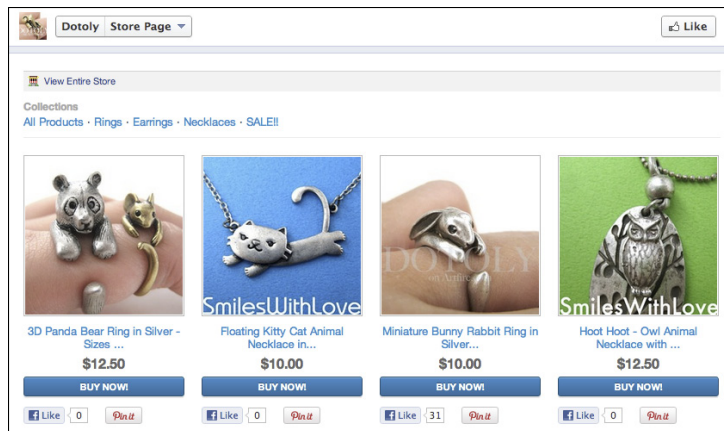 Dotoly Store Page
Like
View Entire Store
Collections
All Products · Rings · Earrings · Necklaces · SALE!!
SMILESWITHLOVE
DOTOLY
on Artfire
SMILESWITHLOVE
3D Panda Bear Ring in Silver -
Sizes ...
Floating Kitty Cat Animal
Necklace in...
Miniature Bunny Rabbit Ring in
Silver...
Hoot Hoot - Owl Animal
Necklace with ...
$12.50
$10.00
$10.00
$12.50
BUY NOW!
BUY NOW!
BUY NOW!
BUY NOW!
Like 0 Pin it
Like 0 Pin it
Like 31 Pin it
Like 0 Pin it